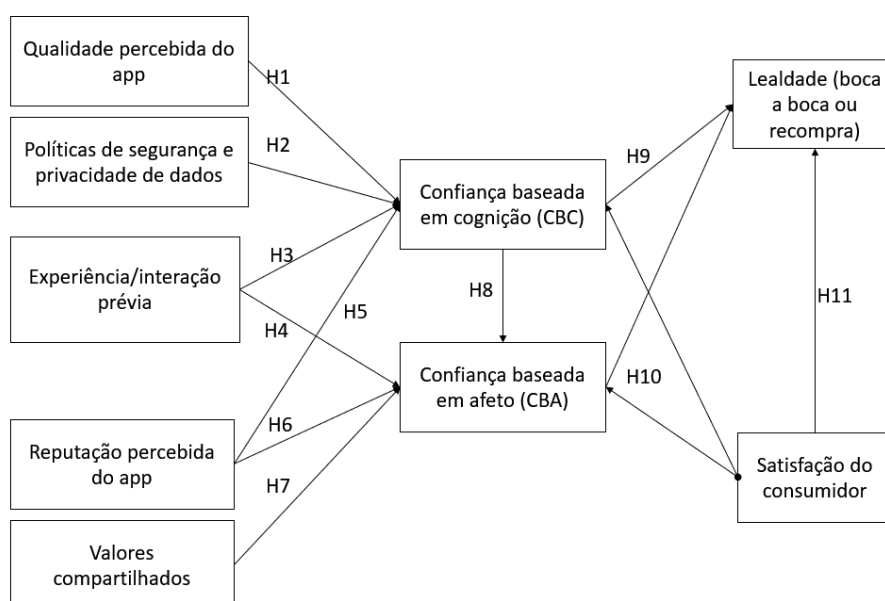 Qualidade percebida do
app
H1
Políticas de segurança e
privacidade de dados
H2
Experiência/interação
prévia
H3
H4
H5
Reputação percebida
do app
H6
H7
Valores
compartilhados
Confiança baseada
em cognição (CBC)
H8
Confiança baseada
em afeto (CBA)
H9
H10
Lealdade (boca
a boca ou
recompra)
H11
Satisfação do
consumidor